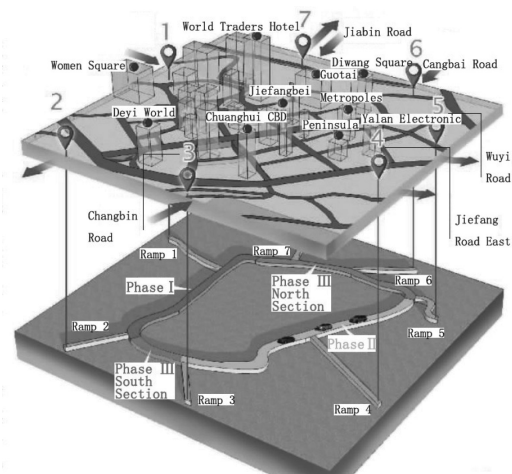 World Traders Hotel
7
Jiabin Road
1
Women Square
Diwang Square
6
Cangbai Road
Guotai
Jiefangbei
Metropoles
2
Deyi World
Chuanghui CBD
Yalan Electronic
5
Peninsula
4
3
Wuyi
Road
Changbin
Road
Jiefang
Road East
Ramp 1
Ramp 7
Ramp 6
Phase I
Phase III
North
Section
Ramp 2
Ramp 5
Phase II
Phase III
South
Section
Ramp 3
Ramp 4